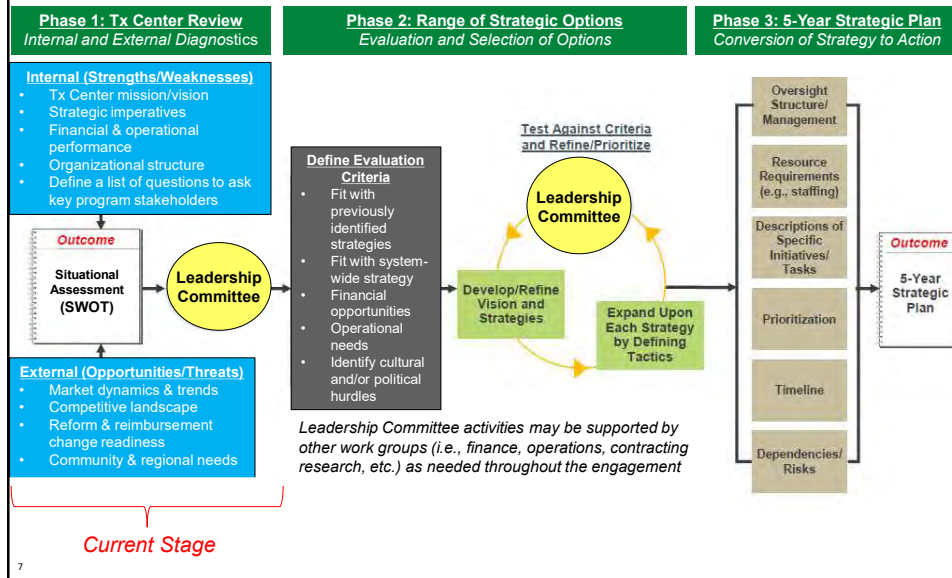 Phase 1: Tx Center Review
Internal and External Diagnostics
Phase 2: Range of Strategic Options
Evaluation and Selection of Options
Phase 3: 5-Year Strategic Plan
Conversion of Strategy to Action
Internal (Strengths/Weaknesses)
• Tx Center mission/vision
• Strategic imperatives
• Financial & operational
performance
• Organizational structure
• Define a list of questions to ask
key program stakeholders
Outcome
Situational
Assessment
(SWOT)
Leadership
Committee
External (Opportunities/Threats)
• Market dynamics & trends
• Competitive landscape
• Reform & reimbursement
change readiness
• Community & regional needs
Current Stage
Define Evaluation
Criteria
• Fit with
previously
identified
strategies
• Fit with system-
wide strategy
• Financial
opportunities
• Operational
needs
• Identify cultural
and/or political
hurdles
Test Against Criteria
and Refine/Prioritize
Leadership
Committee
Develop/Refine
Vision and
Strategies
Expand Upon
Each Strategy
by Defining
Tactics
Leadership Committee activities may be supported by
other work groups (i.e., finance, operations, contracting
research, etc.) as needed throughout the engagement
Oversight
Structure/
Management
Resource
Requirements
(e.g., staffing)
Descriptions of
Specific
Initiatives/
Tasks
Prioritization
Timeline
Dependencies/
Risks
Outcome
5-Year
Strategic
Plan
7